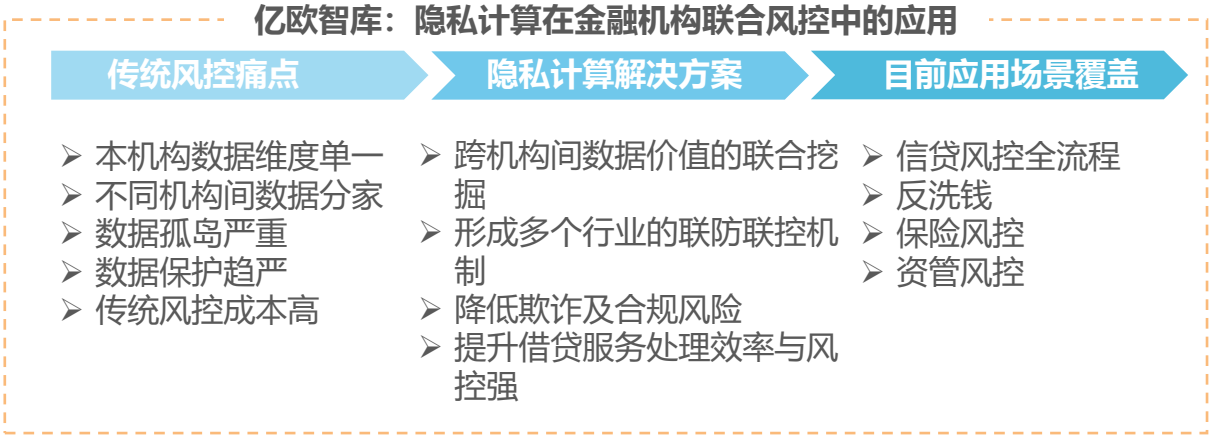 亿欧智库：隐私计算在金融机构联合风控中的应用
传统风控痛点
➢ 本机构数据维度单一
➢ 不同机构间数据分家
➢ 数据孤岛严重
➢ 数据保护趋严
➢ 传统风控成本高
隐私计算解决方案
➢ 跨机构间数据价值的联合挖
掘
➢ 形成多个行业的联防联控机
制
➢ 降低欺诈及合规风险
➢ 提升借贷服务处理效率与风
控强
目前应用场景覆盖
➢ 信贷风控全流程
➢ 反洗钱
➢ 保险风控
➢ 资管风控